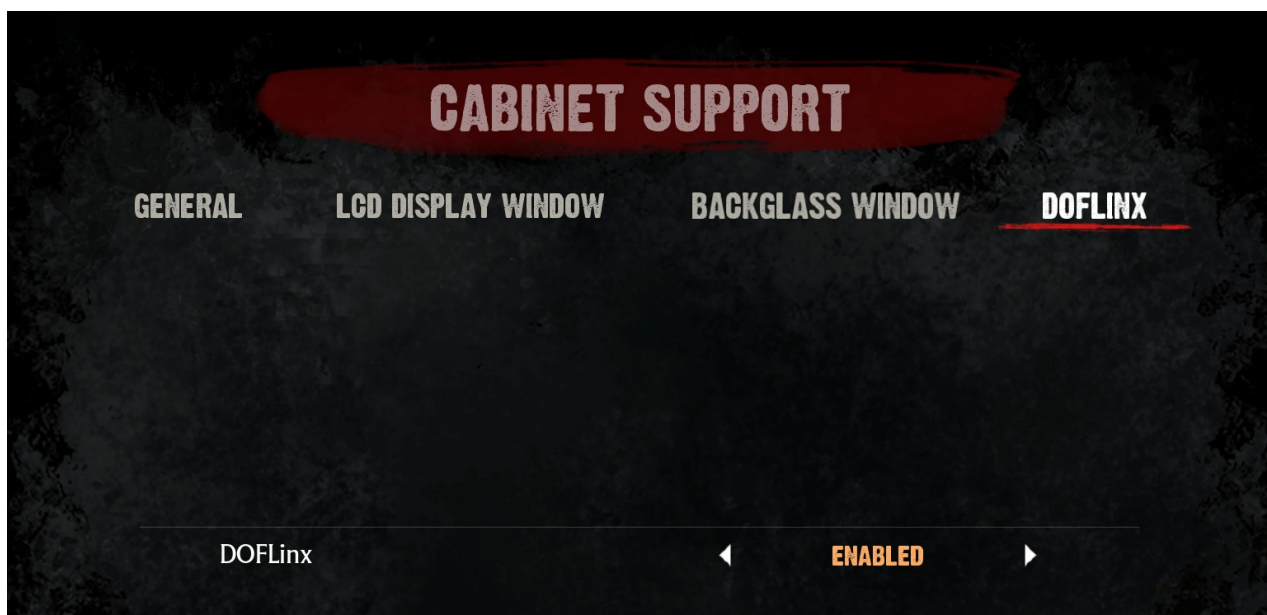 CABINET SUPPORT
GENERAL LCD DISPLAY WINDOW BACKGLASS WINDOW DOFLINX
DOFLinx ENABLED